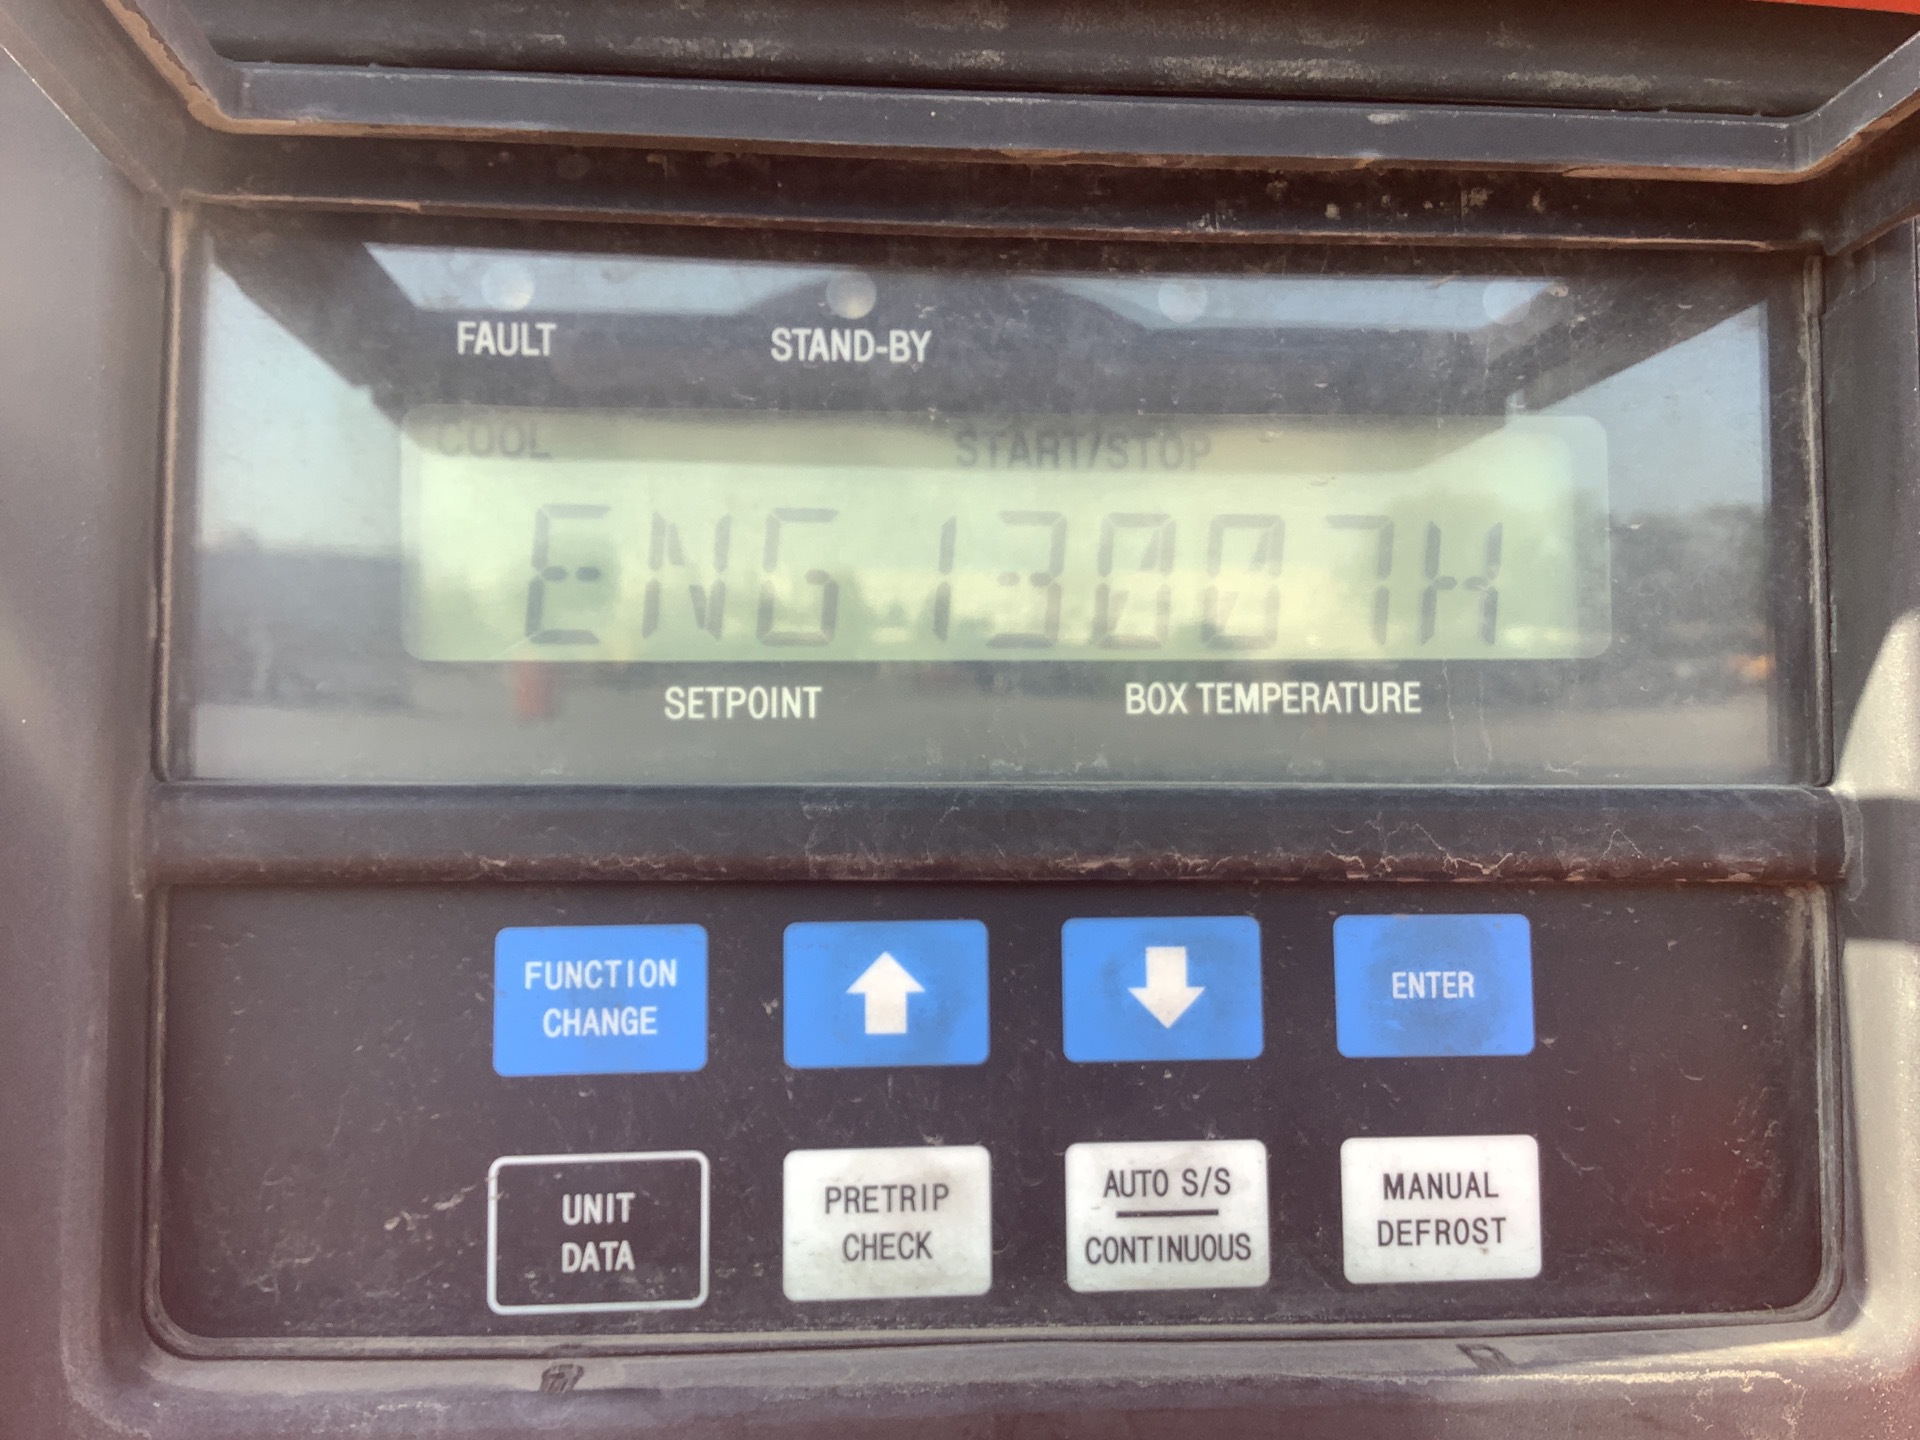 FAULT STAND-BY
COOL START/STOP
ENG 13007H
SETPOINT BOX TEMPERATURE
FUNCTION
CHANGE
ENTER
UNIT
DATA
PRETRIP
CHECK
AUTO S/S
CONTINUOUS
MANUAL
DEFROST